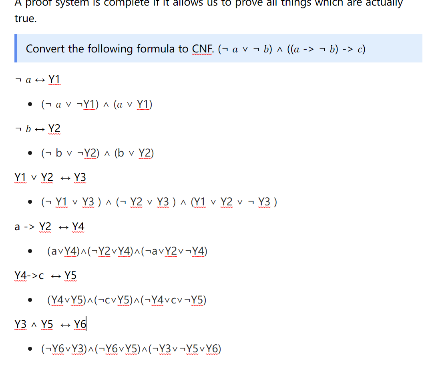 A proof system is complete if it allows us to prove all things which are actually
true.
Convert the following formula to CNF. (¬ a ∨ ¬ b) ∧ ((a -> ¬ b) -> c)
¬ a ↔ Y1
• (¬ a ∨ ¬Y1) ∧ (a ∨ Y1)
¬ b ↔ Y2
• (¬ b ∨ ¬Y2) ∧ (b ∨ Y2)
Y1 ∨ Y2 ↔ Y3
• (¬ Y1 ∨ Y3 ) ∧ (¬ Y2 ∨ Y3 ) ∧ (Y1 ∨ Y2 ∨ ¬ Y3 )
a -> Y2 ↔ Y4
• (a∨Y4)∧(¬Y2∨Y4)∧(¬a∨Y2∨¬Y4)
Y4->c ↔ Y5
• (Y4∨Y5)∧(¬c∨Y5)∧(¬Y4∨c∨¬Y5)
Y3 ∧ Y5 ↔ Y6
• (¬Y6∨Y3)∧(¬Y6∨Y5)∧(¬Y3∨¬Y5∨Y6)